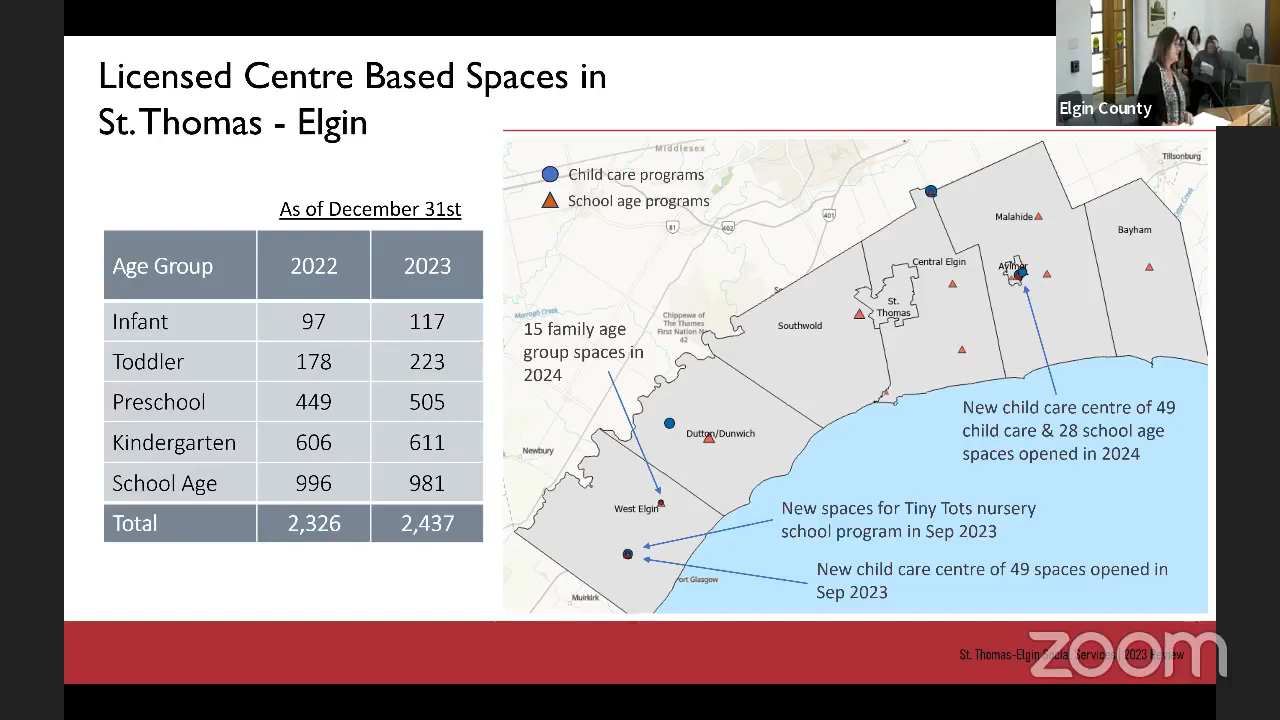 Licensed Centre Based Spaces in
St. Thomas - Elgin
Elgin County
As of December 31st
Age Group 2022 2023
Infant 97 117
Toddler 178 223
Preschool 449 505
Kindergarten 606 611
School Age 996 981
Total 2,326 2,437
Child care programs
School age programs
Middlesex
Tillsonburg
401
81
402
Malahide
Bayham
Central Elgin
Aylmer
St.
Thomas
Southwold
Chippewa of
The Thames
First Nation No
42
15 family age
group spaces in
2024
Dutton/Dunwich
Newbury
West Elgin
Port Glasgow
Muirkirk
New child care centre of 49
child care & 28 school age
spaces opened in 2024
New spaces for Tiny Tots nursery
school program in Sep 2023
New child care centre of 49 spaces opened in
Sep 2023
St. Thomas-Elgin Social Services 2023 Review
zoom